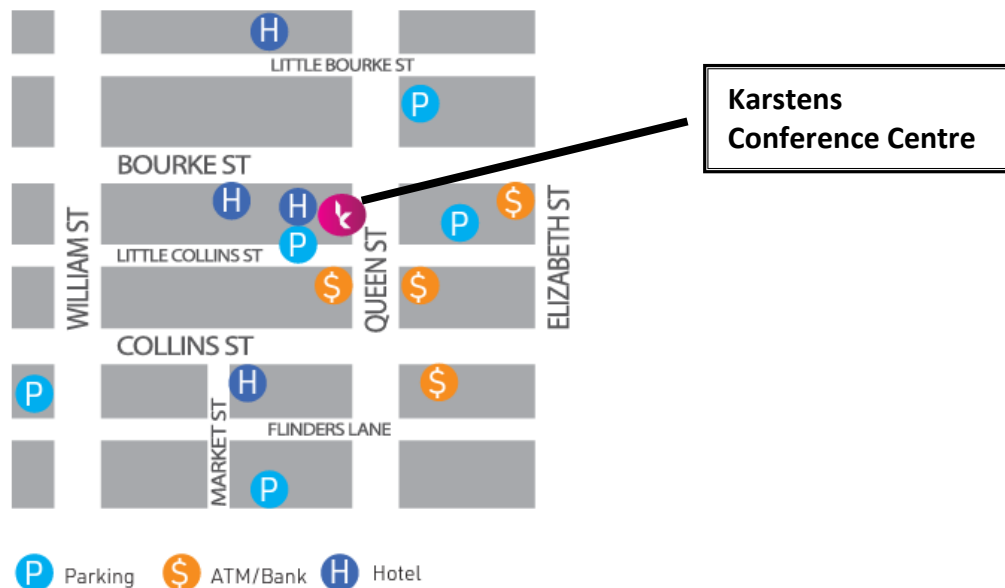 H
LITTLE BOURKE ST
P
Karstens
Conference Centre
BOURKE ST
H
H
$
P
P
WILLIAM ST
LITTLE COLLINS ST
QUEEN ST
ELIZABETH ST
$
$
COLLINS ST
P
H
$
MARKET ST
FLINDERS LANE
P
P Parking $ ATM/Bank H Hotel